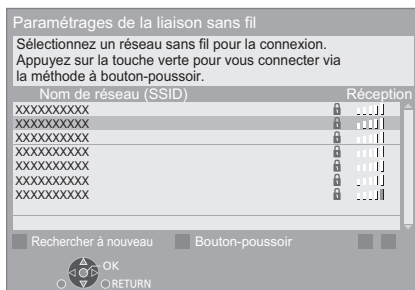 Paramétrages de la liaison sans fil
Sélectionnez un réseau sans fil pour la connexion.
Appuyez sur la touche verte pour vous connecter via
la méthode à bouton-poussoir.
Nom de réseau (SSID) Réception
XXXXXXXXXX
XXXXXXXXXX
XXXXXXXXXX
XXXXXXXXXX
XXXXXXXXXX
XXXXXXXXXX
XXXXXXXXXX
Rechercher à nouveau Bouton-poussoir
OK
RETURN